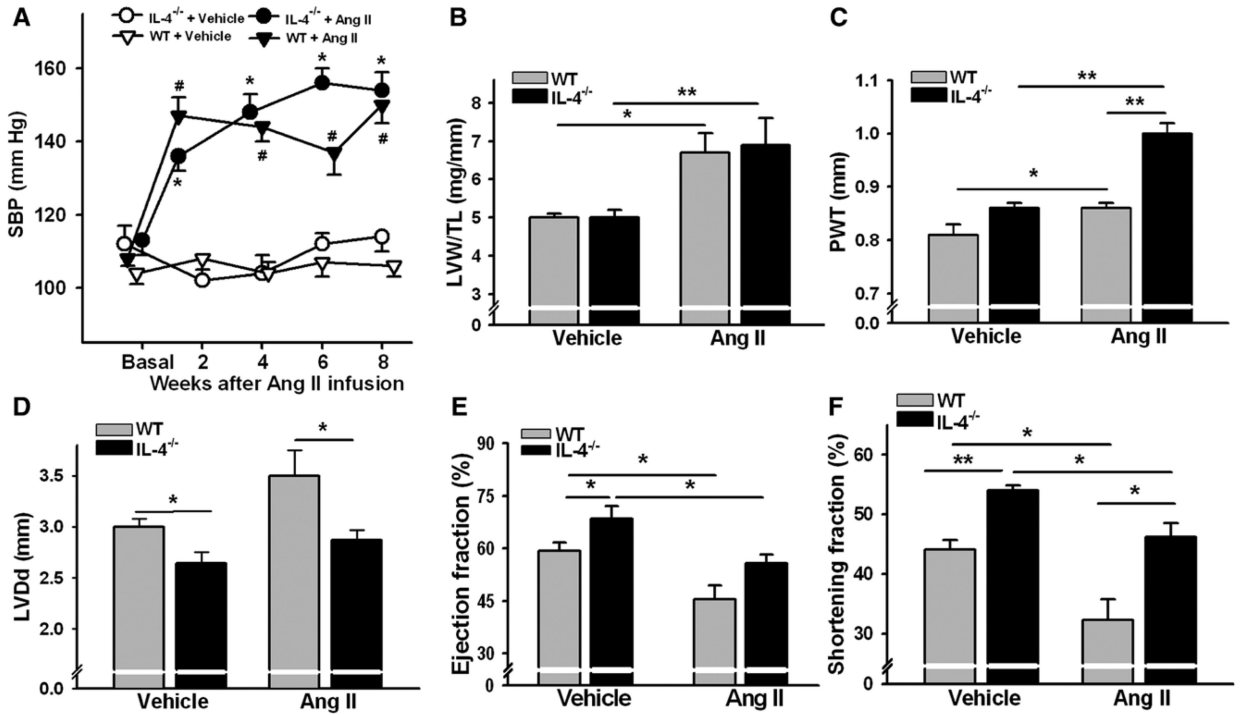 A
IL-4-/- + Vehicle
IL-4-/- + Ang II
WT + Vehicle
WT + Ang II
SBP (mm Hg)
160
140
120
100
* # * * * # # #
Basal 2 4 6 8
Weeks after Ang II infusion
B
WT
IL-4-/-
LVW/TL (mg/mm)
8
7
6
5
4
3
0
**
*
Vehicle Ang II
C
WT
IL-4-/-
PWT (mm)
1.1
1.0
0.9
0.8
0.7
0.0
**
**
*
Vehicle Ang II
D
WT
IL-4-/-
LVDd (mm)
3.5
3.0
2.5
2.0
0.0
*
*
Vehicle Ang II
E
WT
IL-4-/-
Ejection fraction (%)
90
75
60
45
30
0
*
* *
Vehicle Ang II
F
WT
IL-4-/-
Shortening fraction (%)
60
50
40
30
0
*
** *
*
Vehicle Ang II